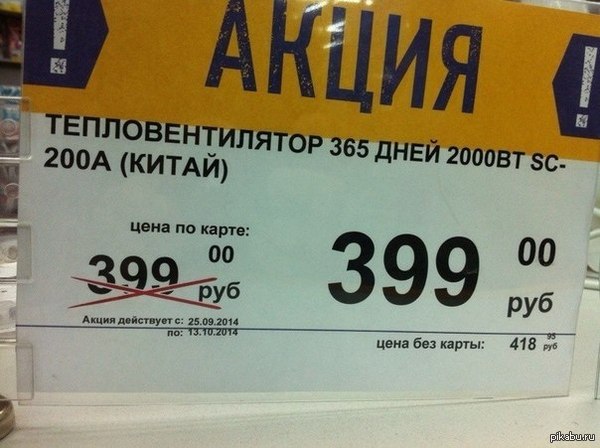 ! АКЦИЯ !
ТЕПЛОВЕНТИЛЯТОР 365 ДНЕЙ 2000ВТ SC-
200A (КИТАЙ)
цена по карте:
399 00 руб
399 00 руб
Акция действует с: 25.09.2014
по: 13.10.2014
цена без карты: 418 95 руб
pikabu.ru